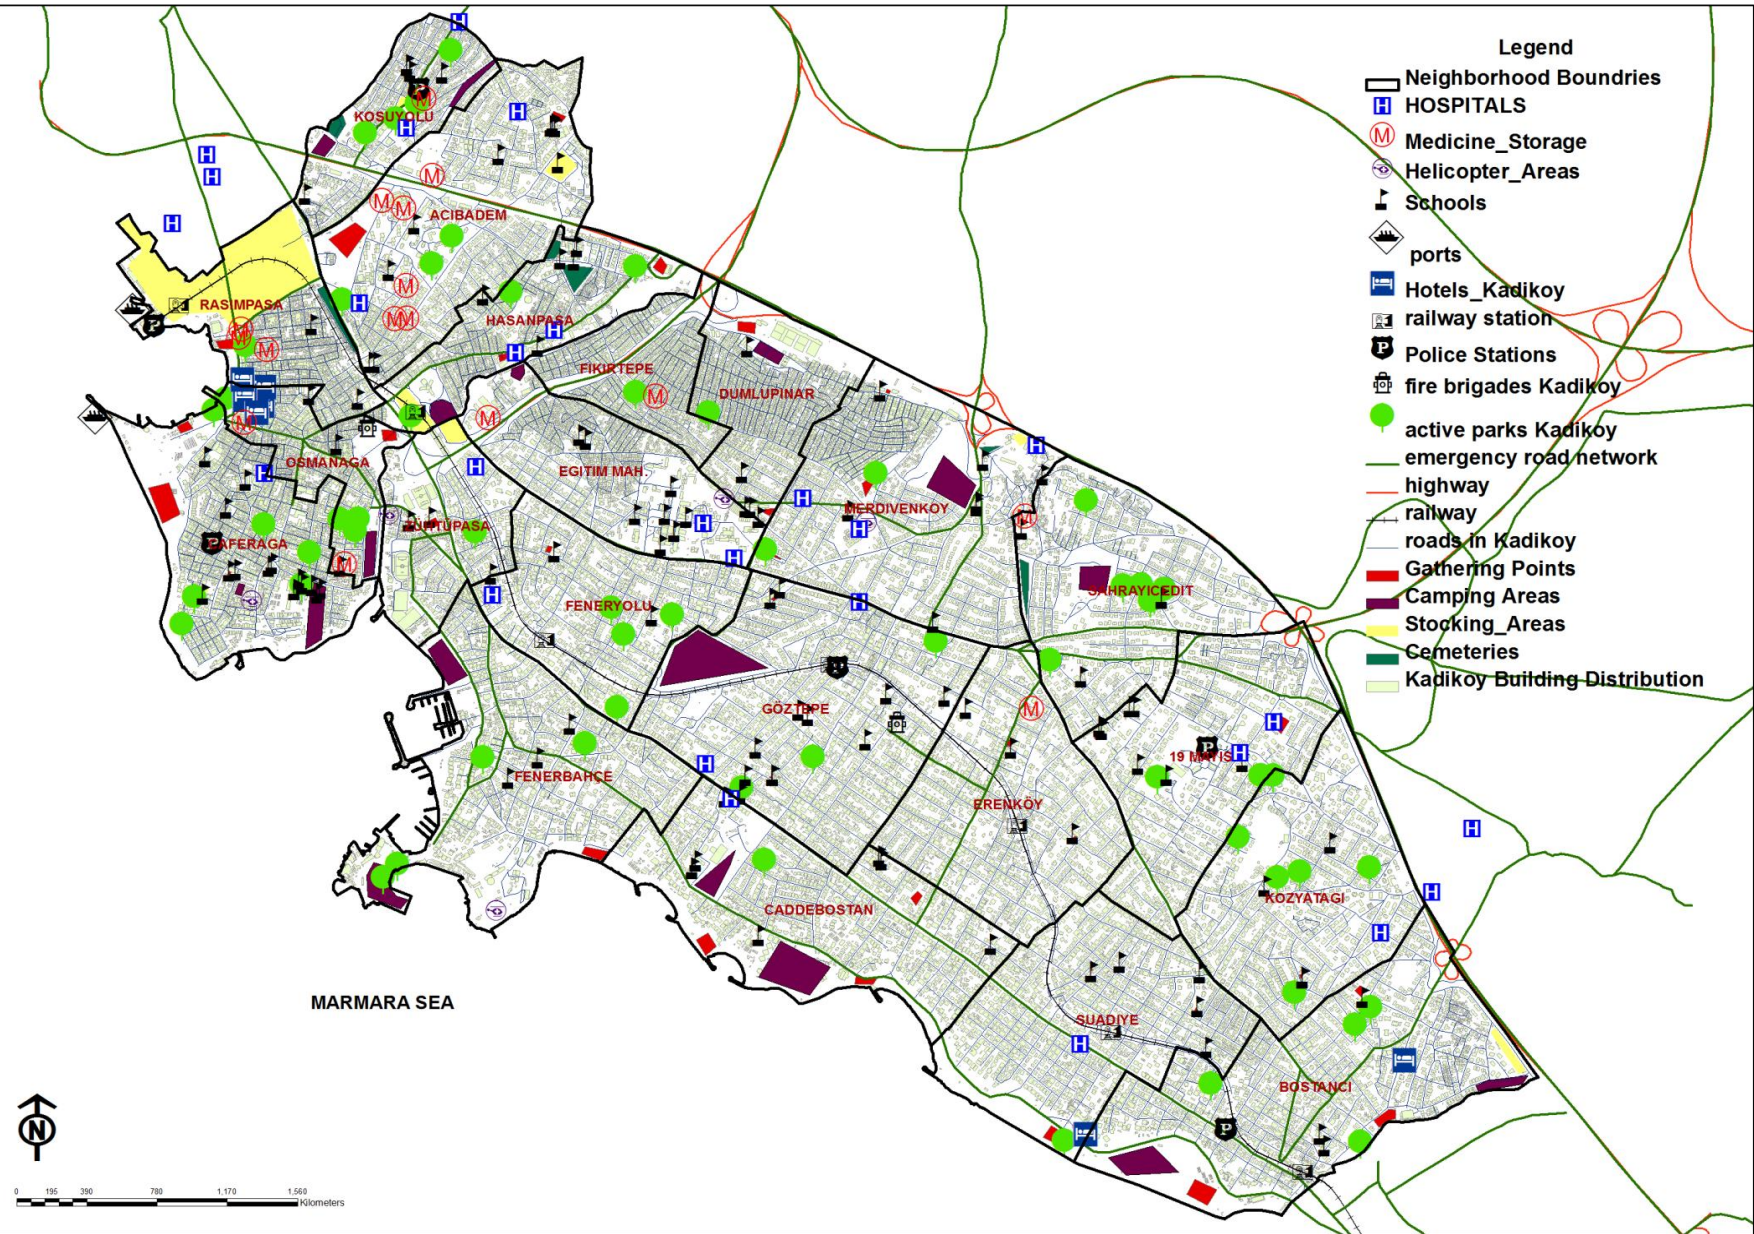 Legend
Neighborhood Boundries
HOSPITALS
Medicine_Storage
Helicopter_Areas
Schools
ports
Hotels_Kadikoy
railway station
Police Stations
fire brigades Kadikoy
active parks Kadikoy
emergency road network
highway
railway
roads in Kadikoy
Gathering Points
Camping Areas
Stocking_Areas
Cemeteries
Kadikoy Building Distribution
KOSUYOLU
ACIBADEM
RASIMPASA
HASANPASA
FIKIRTEPE
DUMLUPINAR
OSMANAGA
EGITIM MAH.
MERDIVENKOY
ZAFERAGA
SAHRAYICEDIT
FENERYOLU
GÖZTEPE
19 MAYIS
FENERBAHÇE
ERENKÖY
KOZYATAGI
CADDEBOSTAN
SUADIYE
BOSTANCI
MARMARA SEA
N
0 195 390 780 1,170 1,560
Kilometers